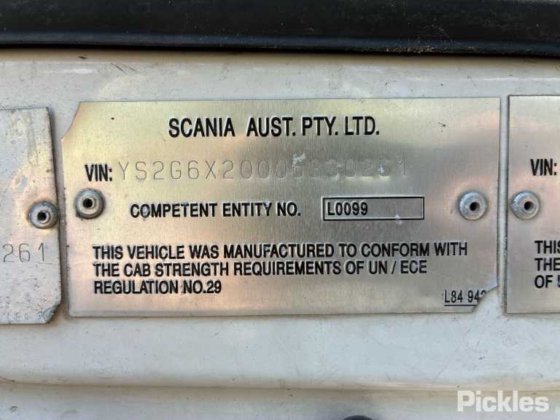 SCANIA AUST. PTY. LTD.
VIN:
COMPETENT ENTITY NO. L0099
THIS VEHICLE WAS MANUFACTURED TO CONFORM WITH
THE CAB STRENGTH REQUIREMENTS OF UN / ECE
REGULATION NO.29
261
VIN:
THIS
THE
OF
Pickles